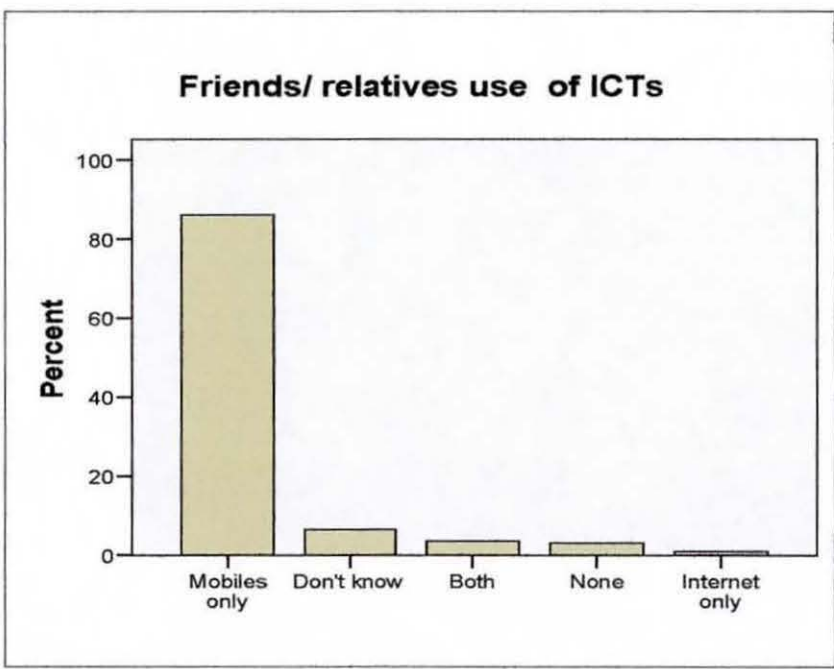 Friends/ relatives use of ICTs
Percent
100
80
60
40
20
0
Mobiles only
Don't know
Both
None
Internet only